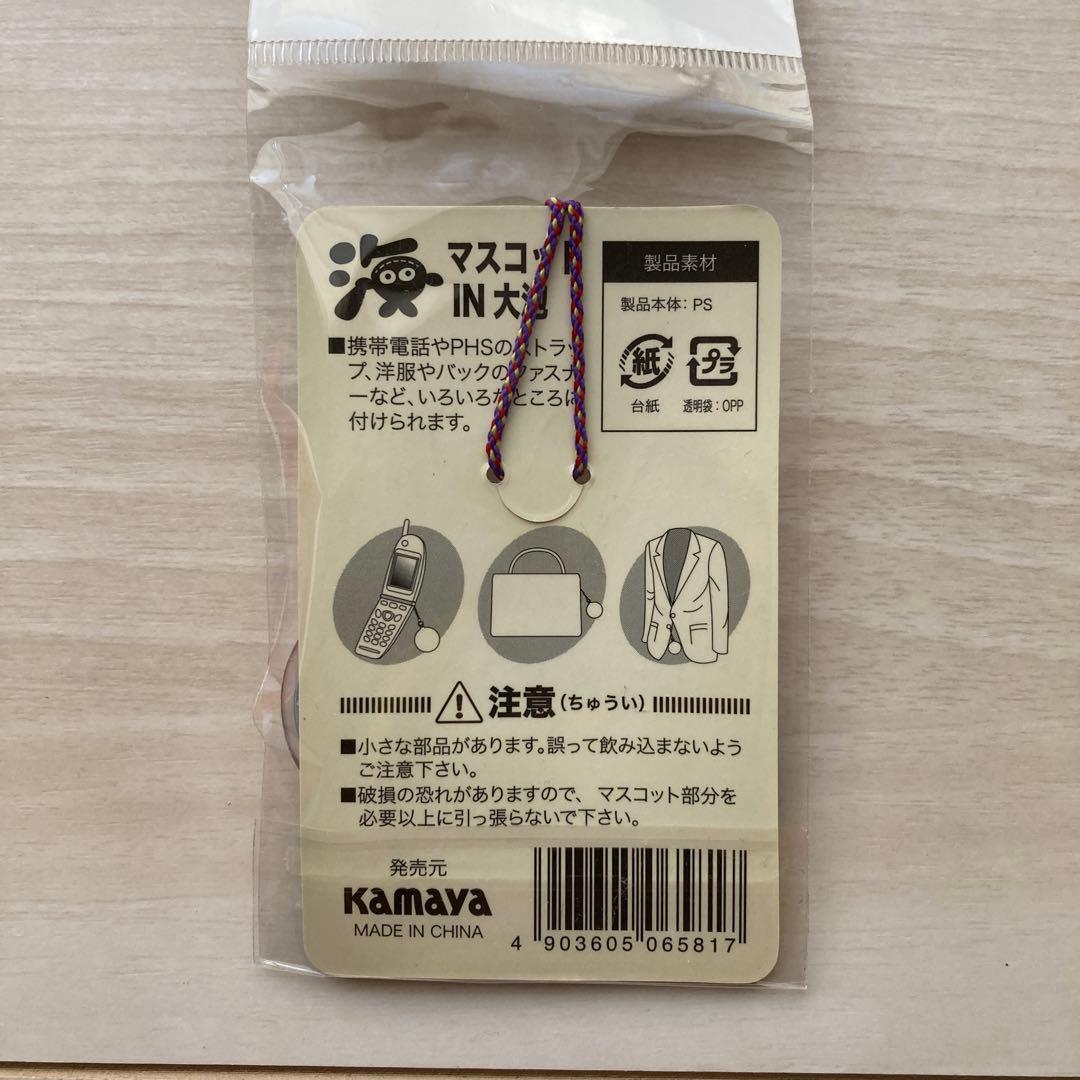 海 マスコット
IN 大泡
■携帯電話やPHSのストラッ
プ、洋服やバックのファスナ
ーなど、いろいろなところに
付けられます。
製品素材
製品本体：PS
紙
プラ
台紙
透明袋：OPP
注意（ちゅうい）
■小さな部品があります。誤って飲み込まないよう
ご注意下さい。
■破損の恐れがありますので、マスコット部分を
必要以上に引っ張らないで下さい。
発売元
Kamaya
MADE IN CHINA
4 903605 065817